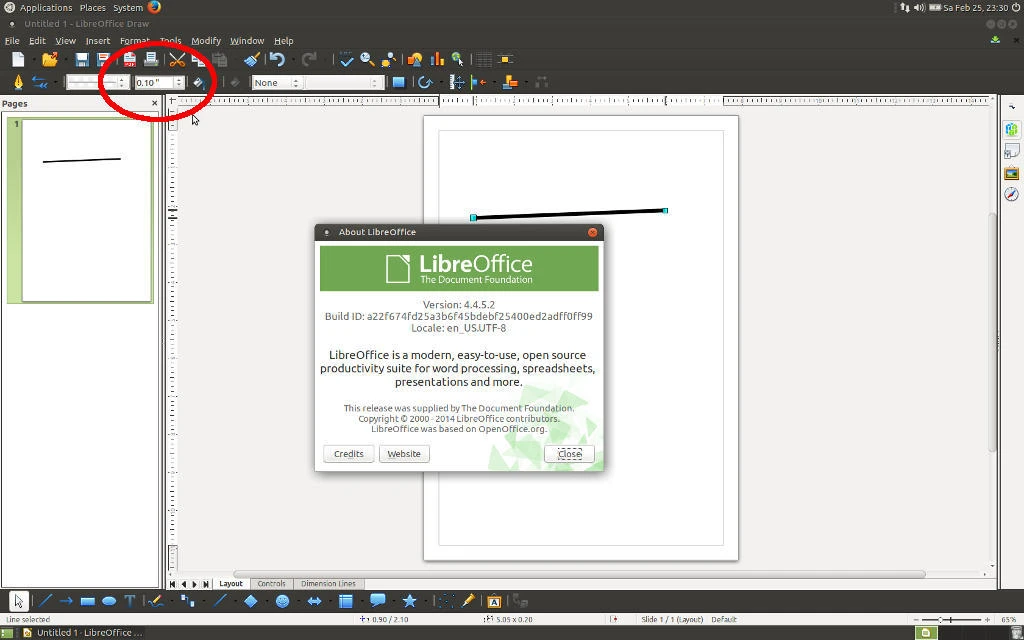 Applications Places System
Sa Feb 25, 23:30
Untitled 1 - LibreOffice Draw
File Edit View Insert Format Tools Modify Window Help
PDF
0.10 "
None
Pages
1
About LibreOffice
LibreOffice
The Document Foundation
Version: 4.4.5.2
Build ID: a22f674fd25a3b6f45bdebf25400ed2adff0ff99
Locale: en_US.UTF-8
LibreOffice is a modern, easy-to-use, open source
productivity suite for word processing, spreadsheets,
presentations and more.
This release was supplied by The Document Foundation.
Copyright © 2000 - 2014 LibreOffice contributors.
LibreOffice was based on OpenOffice.org.
Credits Website Close
Layout Controls Dimension Lines
Line selected 0.90 / 2.10 5.05 x 0.20 Slide 1 / 1 (Layout) Default 65%
Untitled 1 - LibreOffice ...